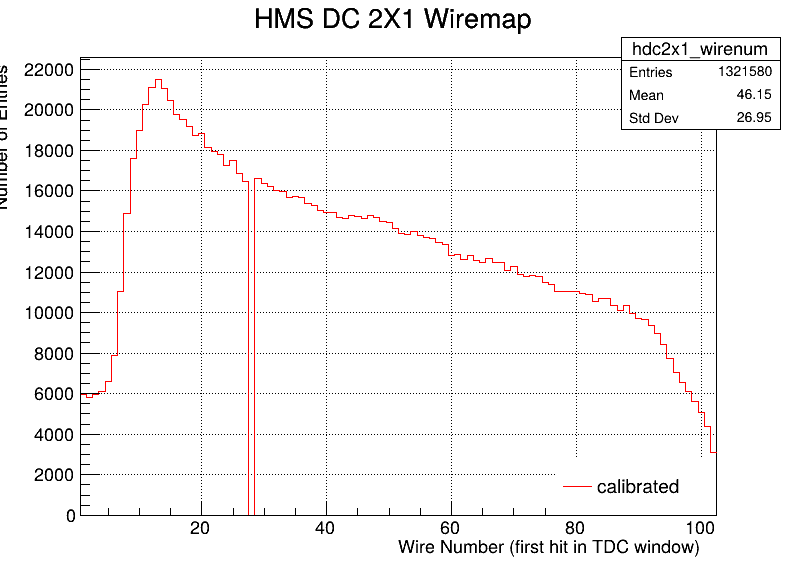 HMS DC 2X1 Wiremap
hdc2x1_wirenum
Entries 1321580
Mean 46.15
Std Dev 26.95
Number of Entries
22000
20000
18000
16000
14000
12000
10000
8000
6000
4000
2000
0
calibrated
20 40 60 80 100
Wire Number (first hit in TDC window)